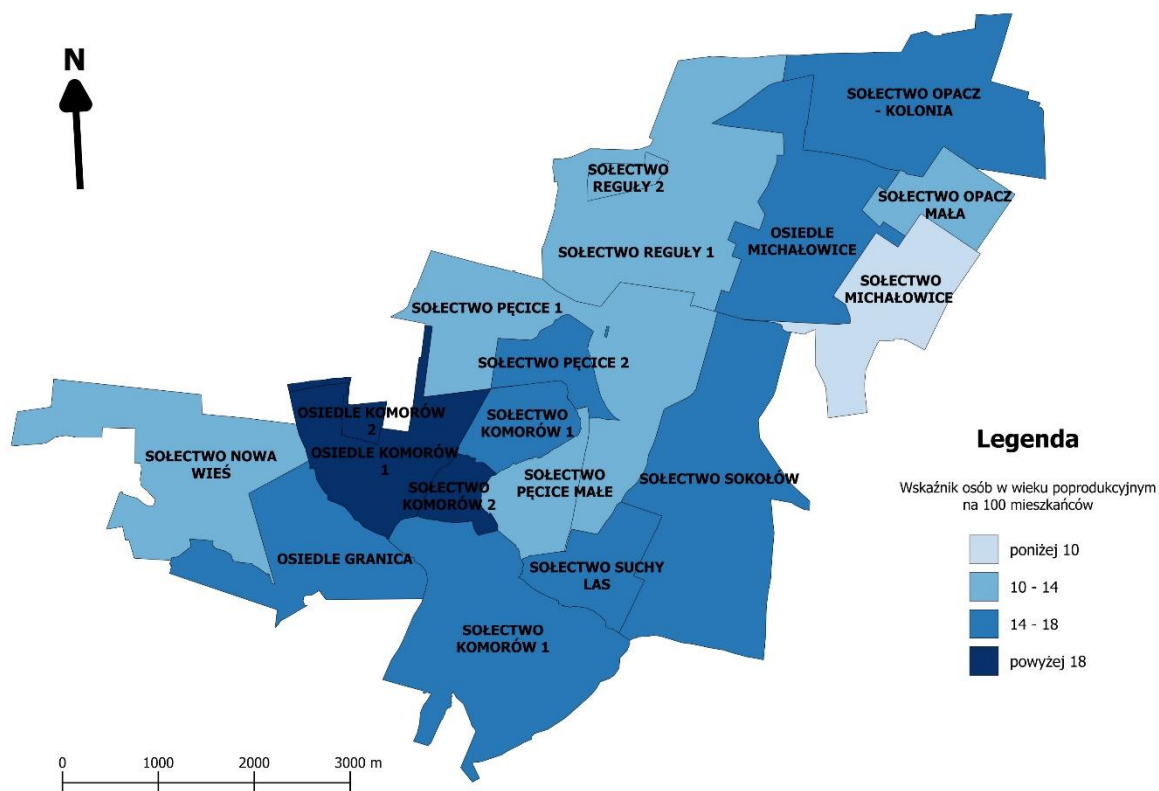 N
SOŁECTWO OPACZ
- KOLONIA
SOŁECTWO
REGUŁY 2
SOŁECTWO OPACZ
MAŁA
OSIEDLE
MICHAŁOWICE
SOŁECTWO REGUŁY 1
SOŁECTWO
MICHAŁOWICE
SOŁECTWO PĘCICE 1
SOŁECTWO PĘCICE 2
OSIEDLE KOMORÓW
2
SOŁECTWO
KOMORÓW 1
SOŁECTWO NOWA
WIEŚ
OSIEDLE KOMORÓW
1
SOŁECTWO
KOMORÓW 2
SOŁECTWO
PĘCICE MAŁE
SOŁECTWO SOKOŁÓW
OSIEDLE GRANICA
SOŁECTWO SUCHY
LAS
SOŁECTWO
KOMORÓW 1
Legenda
Wskaźnik osób w wieku poprodukcyjnym
na 100 mieszkańców
poniżej 10
10 - 14
14 - 18
powyżej 18
0 1000 2000 3000 m